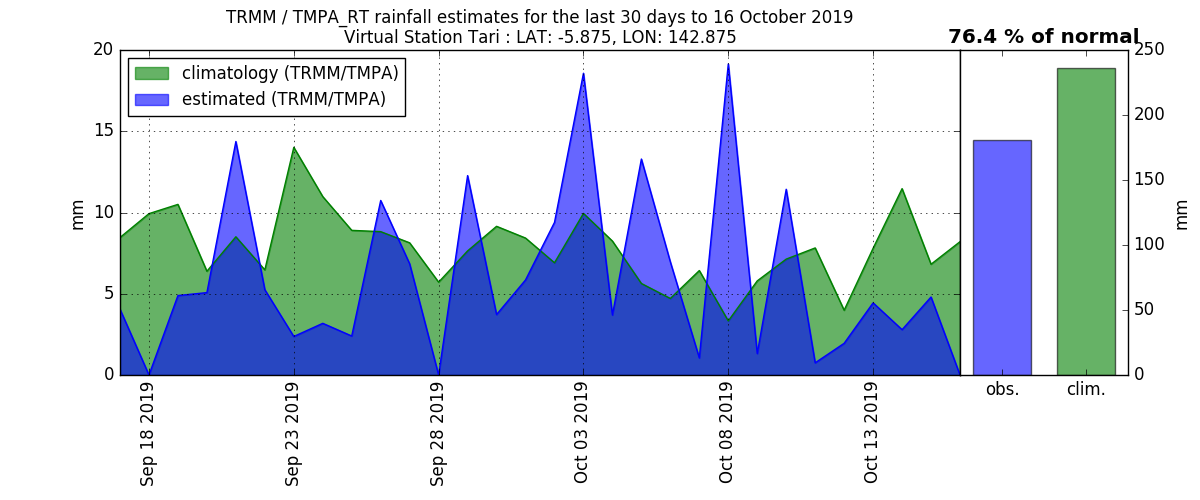 TRMM / TMPA_RT rainfall estimates for the last 30 days to 16 October 2019
Virtual Station Tari : LAT: -5.875, LON: 142.875
76.4 % of normal
climatology (TRMM/TMPA)
estimated (TRMM/TMPA)
20
15
10
5
0
mm
250
200
150
100
50
0
mm
Sep 18 2019
Sep 23 2019
Sep 28 2019
Oct 03 2019
Oct 08 2019
Oct 13 2019
obs.
clim.